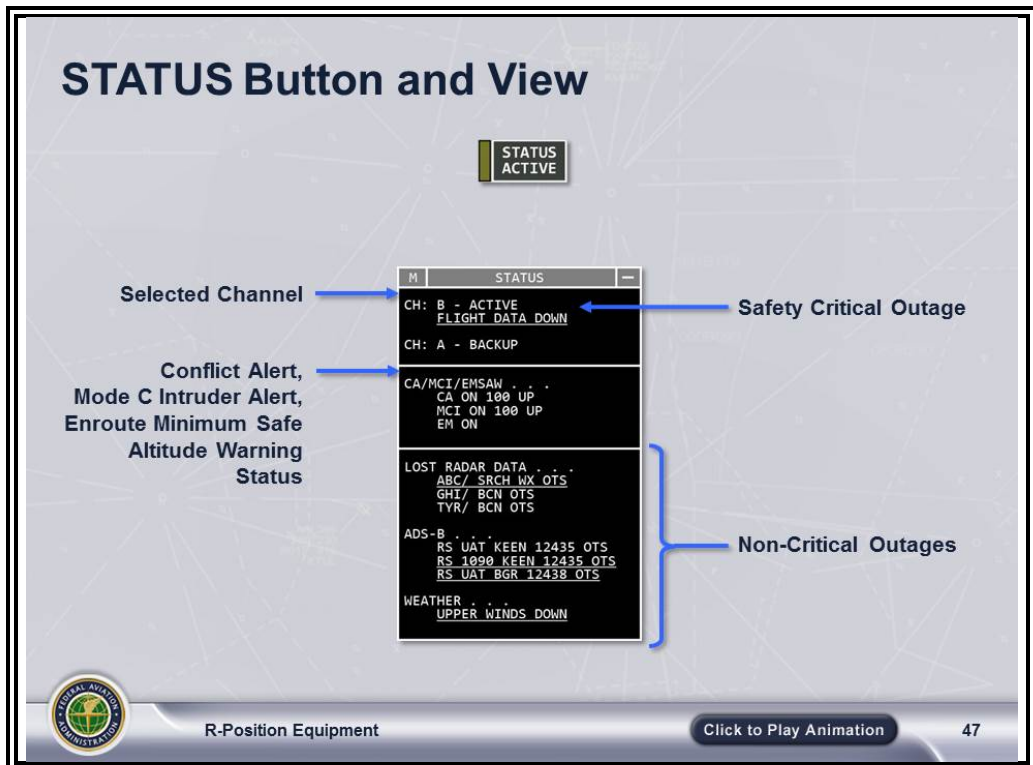 STATUS Button and View
STATUS
ACTIVE
M STATUS –
Selected Channel
CH: B - ACTIVE
FLIGHT DATA DOWN
Safety Critical Outage
CH: A - BACKUP
Conflict Alert,
Mode C Intruder Alert,
Enroute Minimum Safe
Altitude Warning
Status
CA/MCI/EMSAW . . .
CA ON 100 UP
MCI ON 100 UP
EM ON
LOST RADAR DATA . . .
ABC/ SRCH WX OTS
GHI/ BCN OTS
TYR/ BCN OTS
ADS-B . . .
RS UAT KEEN 12435 OTS
RS 1090 KEEN 12435 OTS
RS UAT BGR 12438 OTS
Non-Critical Outages
WEATHER . . .
UPPER WINDS DOWN
FEDERAL AVIATION
ADMINISTRATION
R-Position Equipment
Click to Play Animation
47